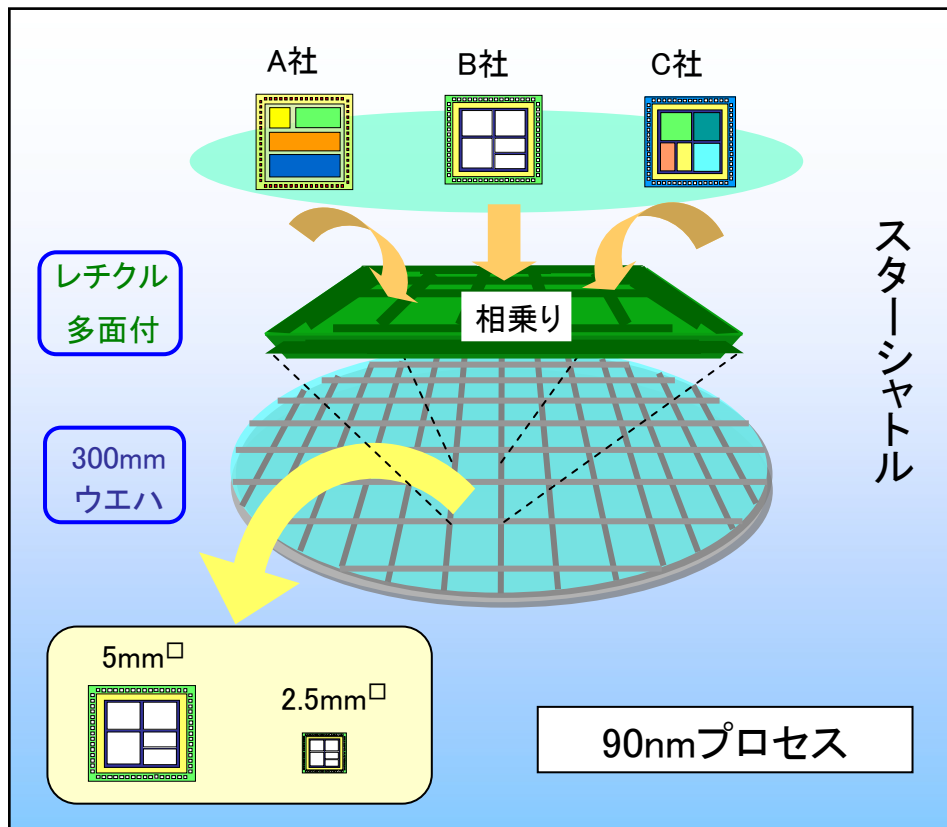 A社
B社
C社
スターシャトル
レチクル
多面付
相乗り
300mm
ウエハ
5mm□
2.5mm□
90nmプロセス